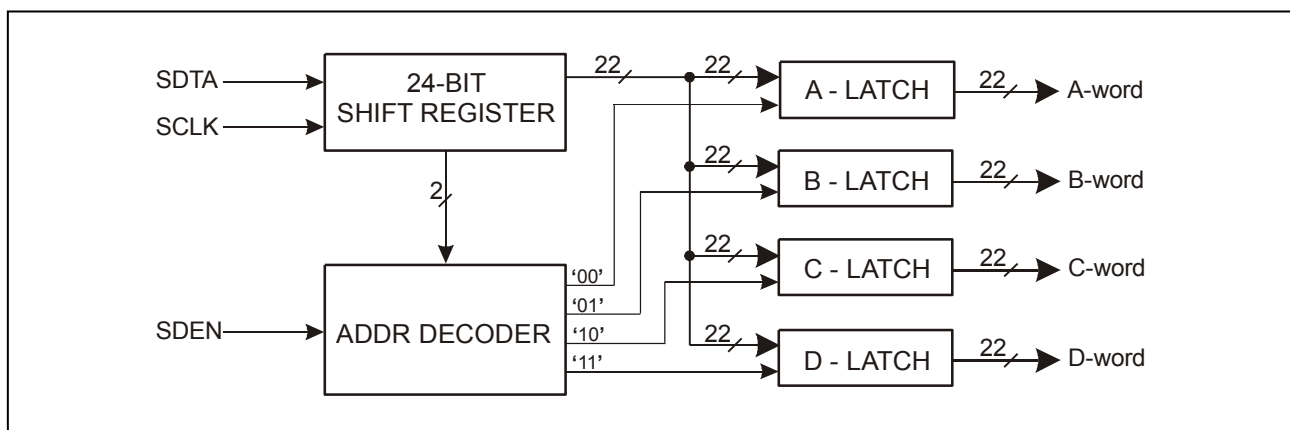 SDTA
SCLK
24-BIT
SHIFT REGISTER
22
22
A - LATCH
22
A-word
2
22
B - LATCH
22
B-word
22
C - LATCH
22
C-word
SDEN
ADDR DECODER
‘00’
‘01’
‘10’
‘11’
22
D - LATCH
22
D-word